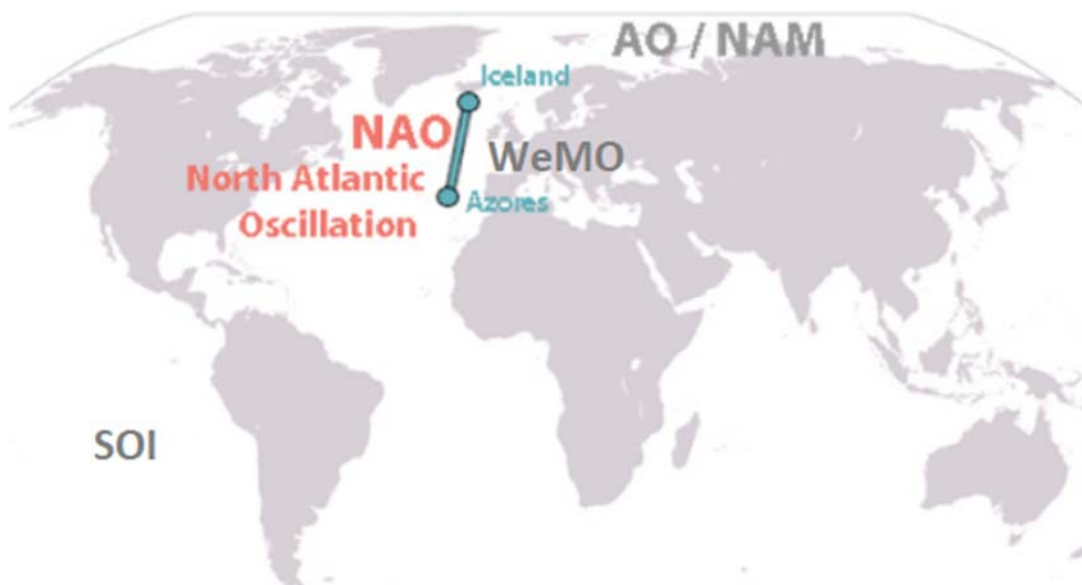 AO / NAM
Iceland
NAO
WeMO
North Atlantic
Azores
Oscillation
SOI